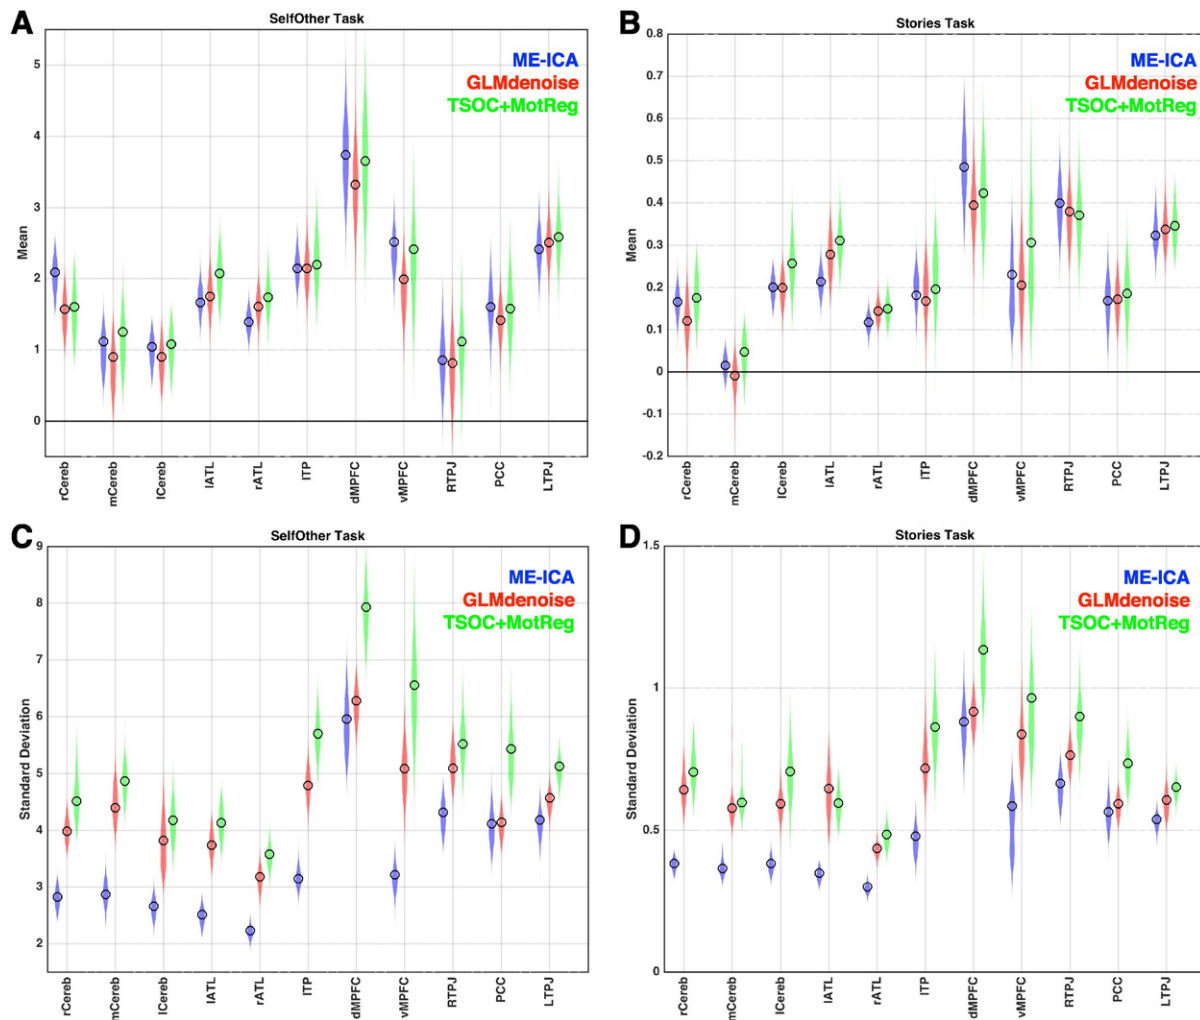 A
SelfOther Task
ME-ICA
GLMdenoise
TSOC+MotReg
Mean
5
4
3
2
1
0
rCereb
mCereb
lCereb
lATL
rATL
lTP
dMPFC
vMPFC
RTPJ
PCC
LTPJ
B
Stories Task
ME-ICA
GLMdenoise
TSOC+MotReg
Mean
0.8
0.7
0.6
0.5
0.4
0.3
0.2
0.1
0
-0.1
-0.2
rCereb
mCereb
lCereb
lATL
rATL
lTP
dMPFC
vMPFC
RTPJ
PCC
LTPJ
C
SelfOther Task
ME-ICA
GLMdenoise
TSOC+MotReg
Standard Deviation
9
8
7
6
5
4
3
2
rCereb
mCereb
lCereb
lATL
rATL
lTP
dMPFC
vMPFC
RTPJ
PCC
LTPJ
D
Stories Task
ME-ICA
GLMdenoise
TSOC+MotReg
Standard Deviation
1.5
1
0.5
0
rCereb
mCereb
lCereb
lATL
rATL
lTP
dMPFC
vMPFC
RTPJ
PCC
LTPJ